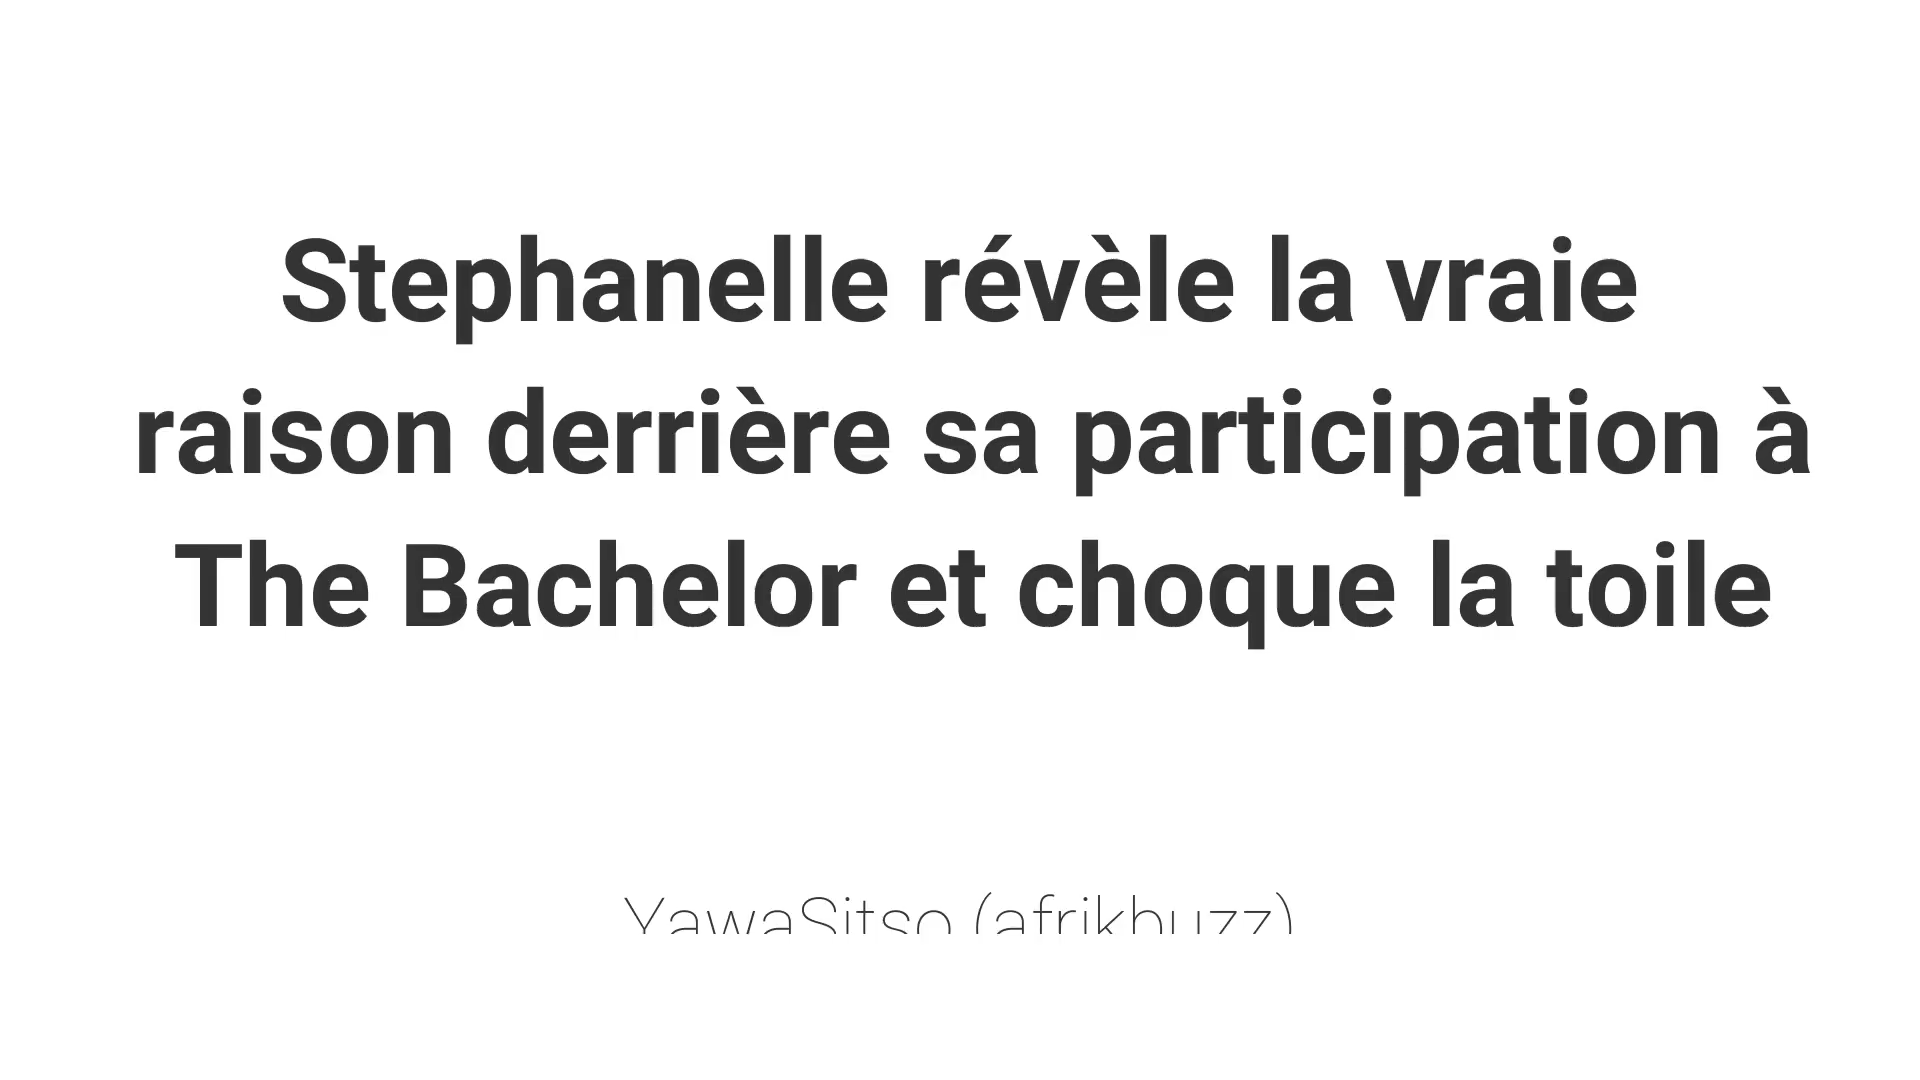 Stephanelle révèle la vraie
raison derrière sa participation à
The Bachelor et choque la toile
YawaSitso (afrikbuzz)